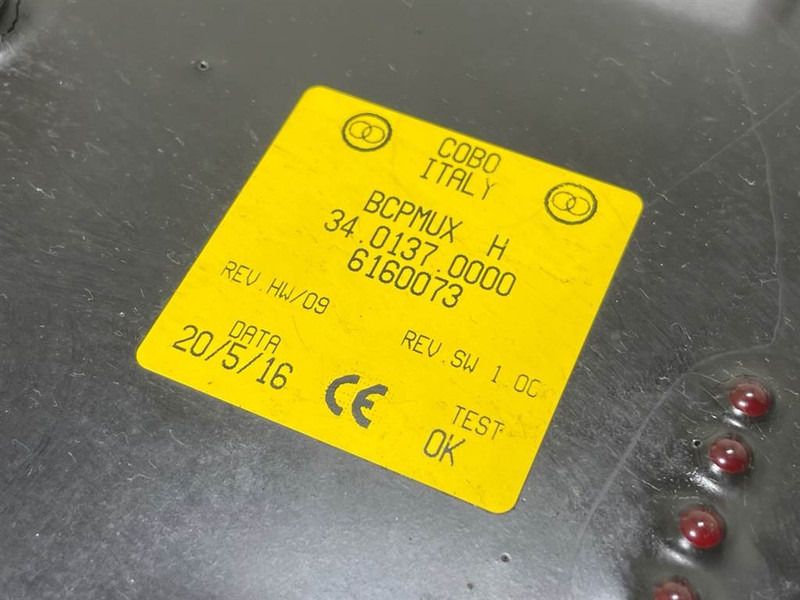 COBO
ITALY
BCPMUX H
34.0137.0000
6160073
REV.HW/09
REV.SW 1.00
DATA
20/5/16
CE
TEST
OK